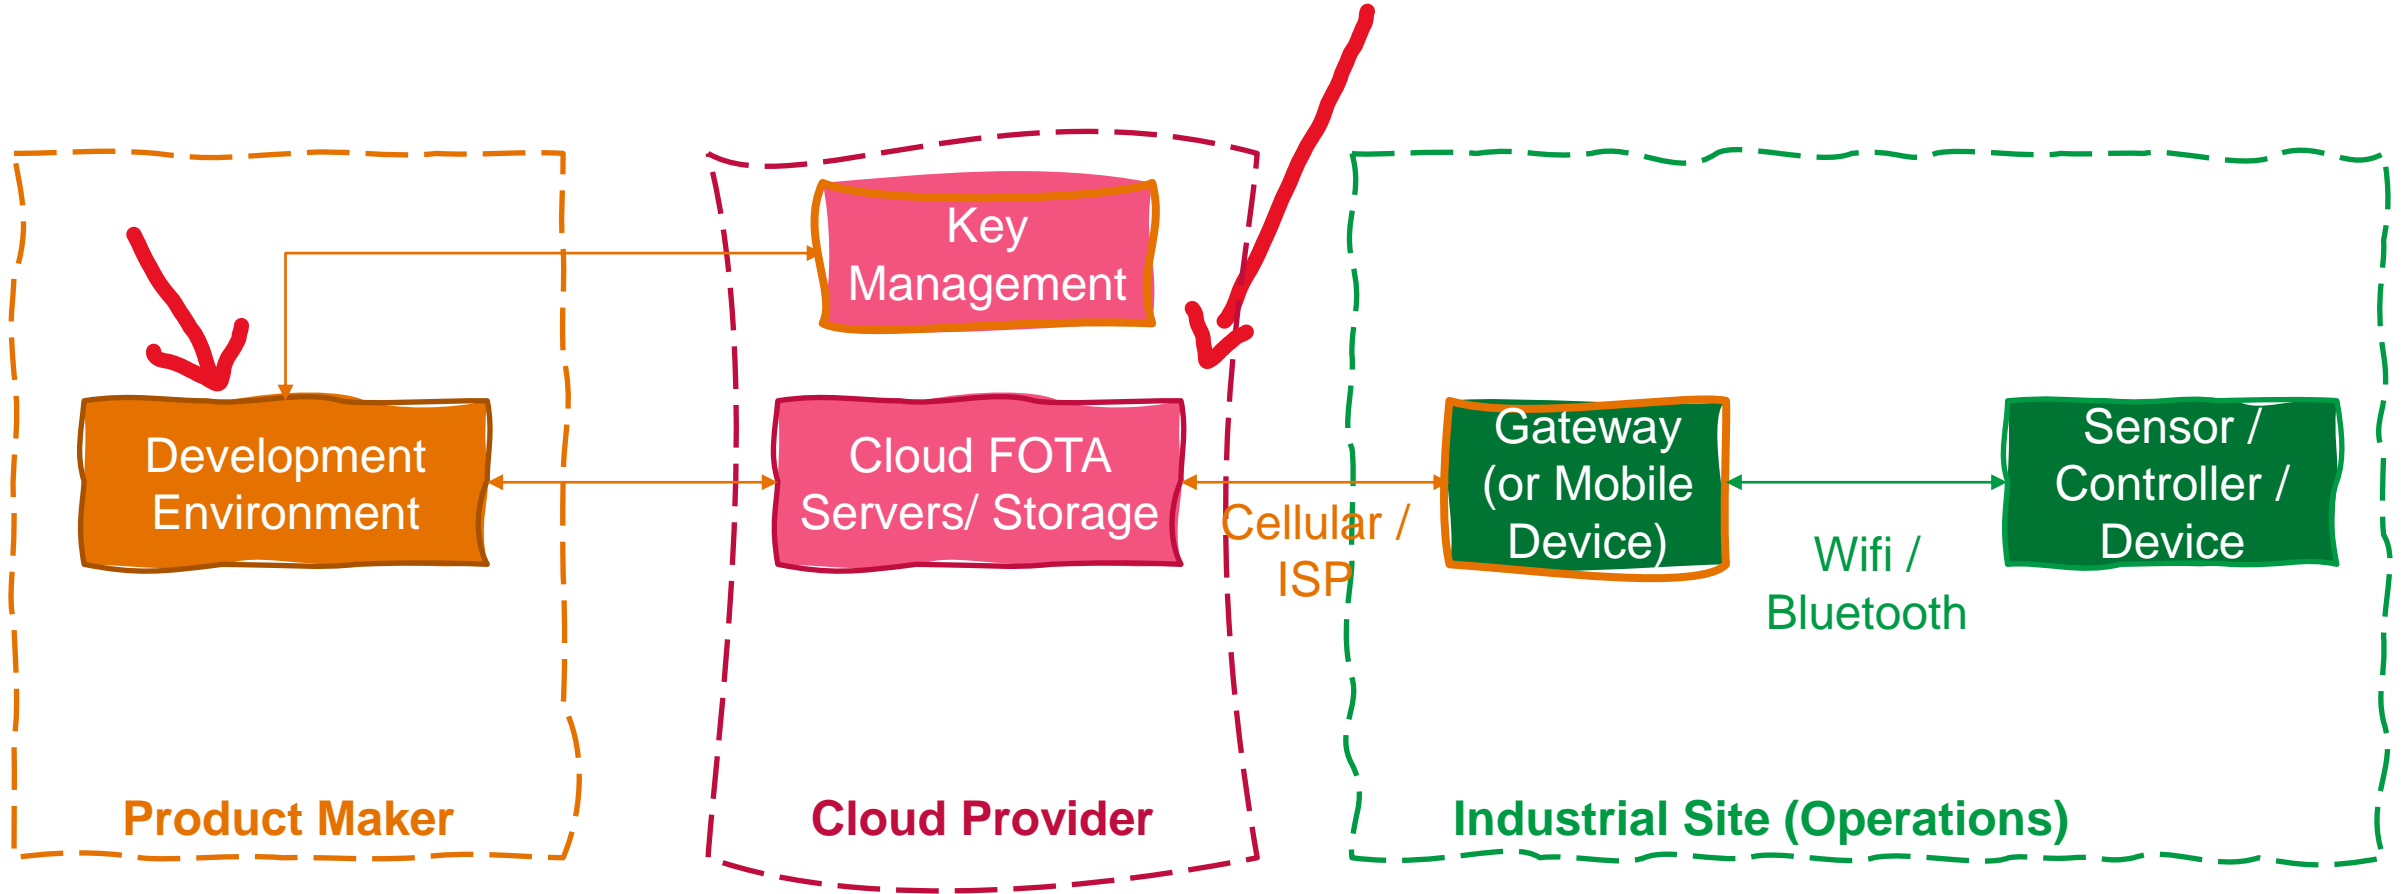 Key
Management
Development
Environment
Cloud FOTA
Servers/ Storage
Cellular /
ISP
Gateway
(or Mobile
Device)
Wifi /
Bluetooth
Sensor /
Controller /
Device
Product Maker
Cloud Provider
Industrial Site (Operations)